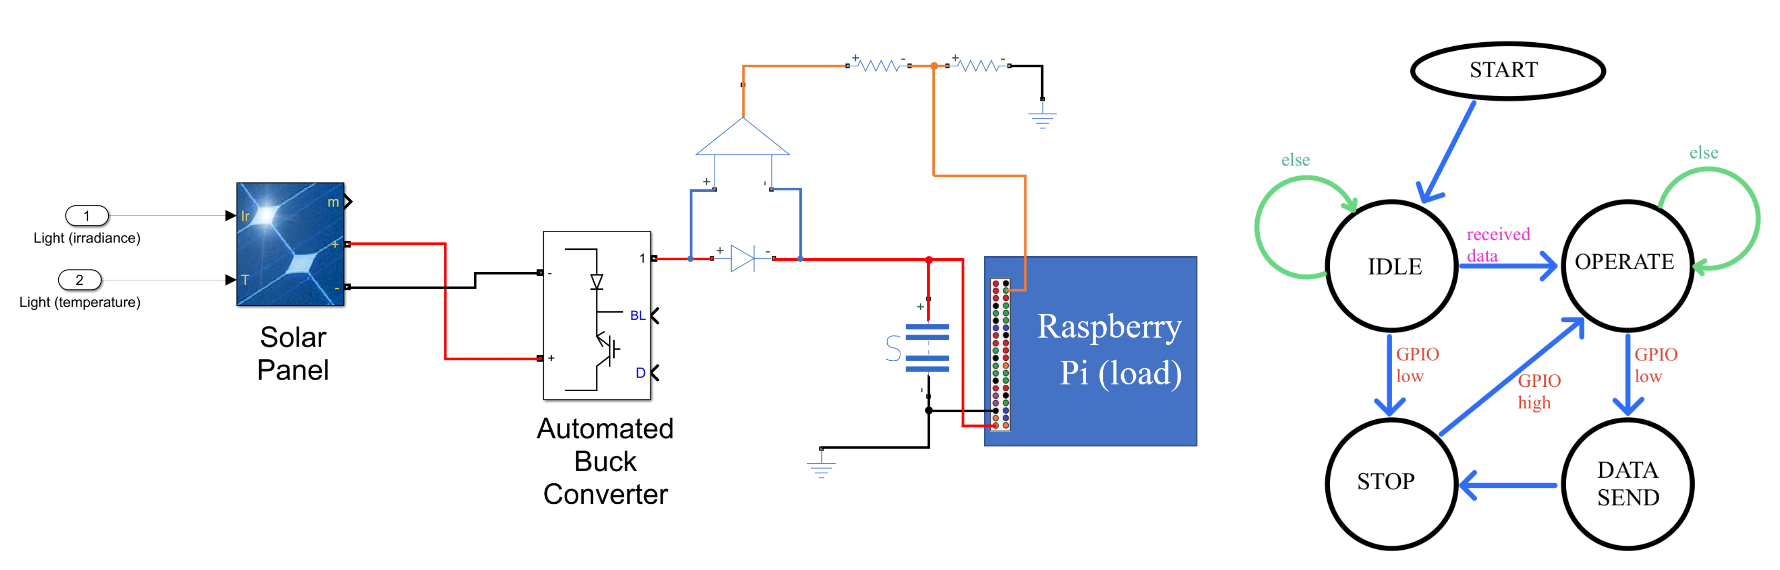 1
Light (irradiance)
2
Light (temperature)
Ir
T
m
+
-
Solar
Panel
-
+
1
BL
D
Automated
Buck
Converter
+
-
+
-
+ -
+ -
+
-
S
Raspberry
Pi (load)
START
else
else
IDLE
received
data
OPERATE
GPIO
low
GPIO
high
GPIO
low
STOP
DATA
SEND